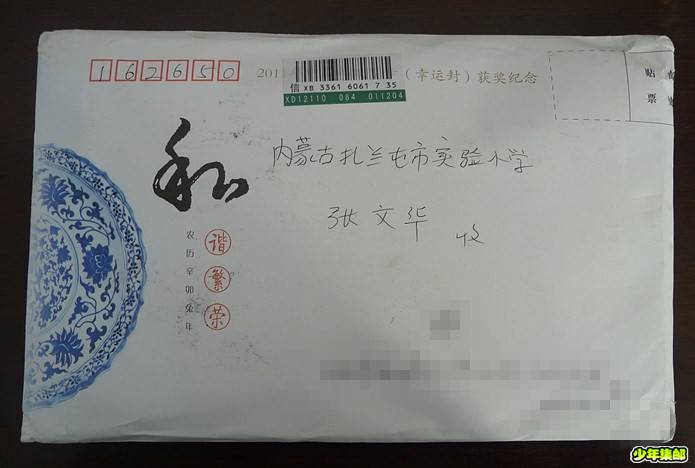 162650
2011
(幸运封)获奖纪念
信 XB 3361 6061 7 35
XD12110 084 011204
贴
票
内蒙古扎兰屯市实验小学
张文华 收
和
谐
繁
荣
农历辛卯兔年
少年集邮